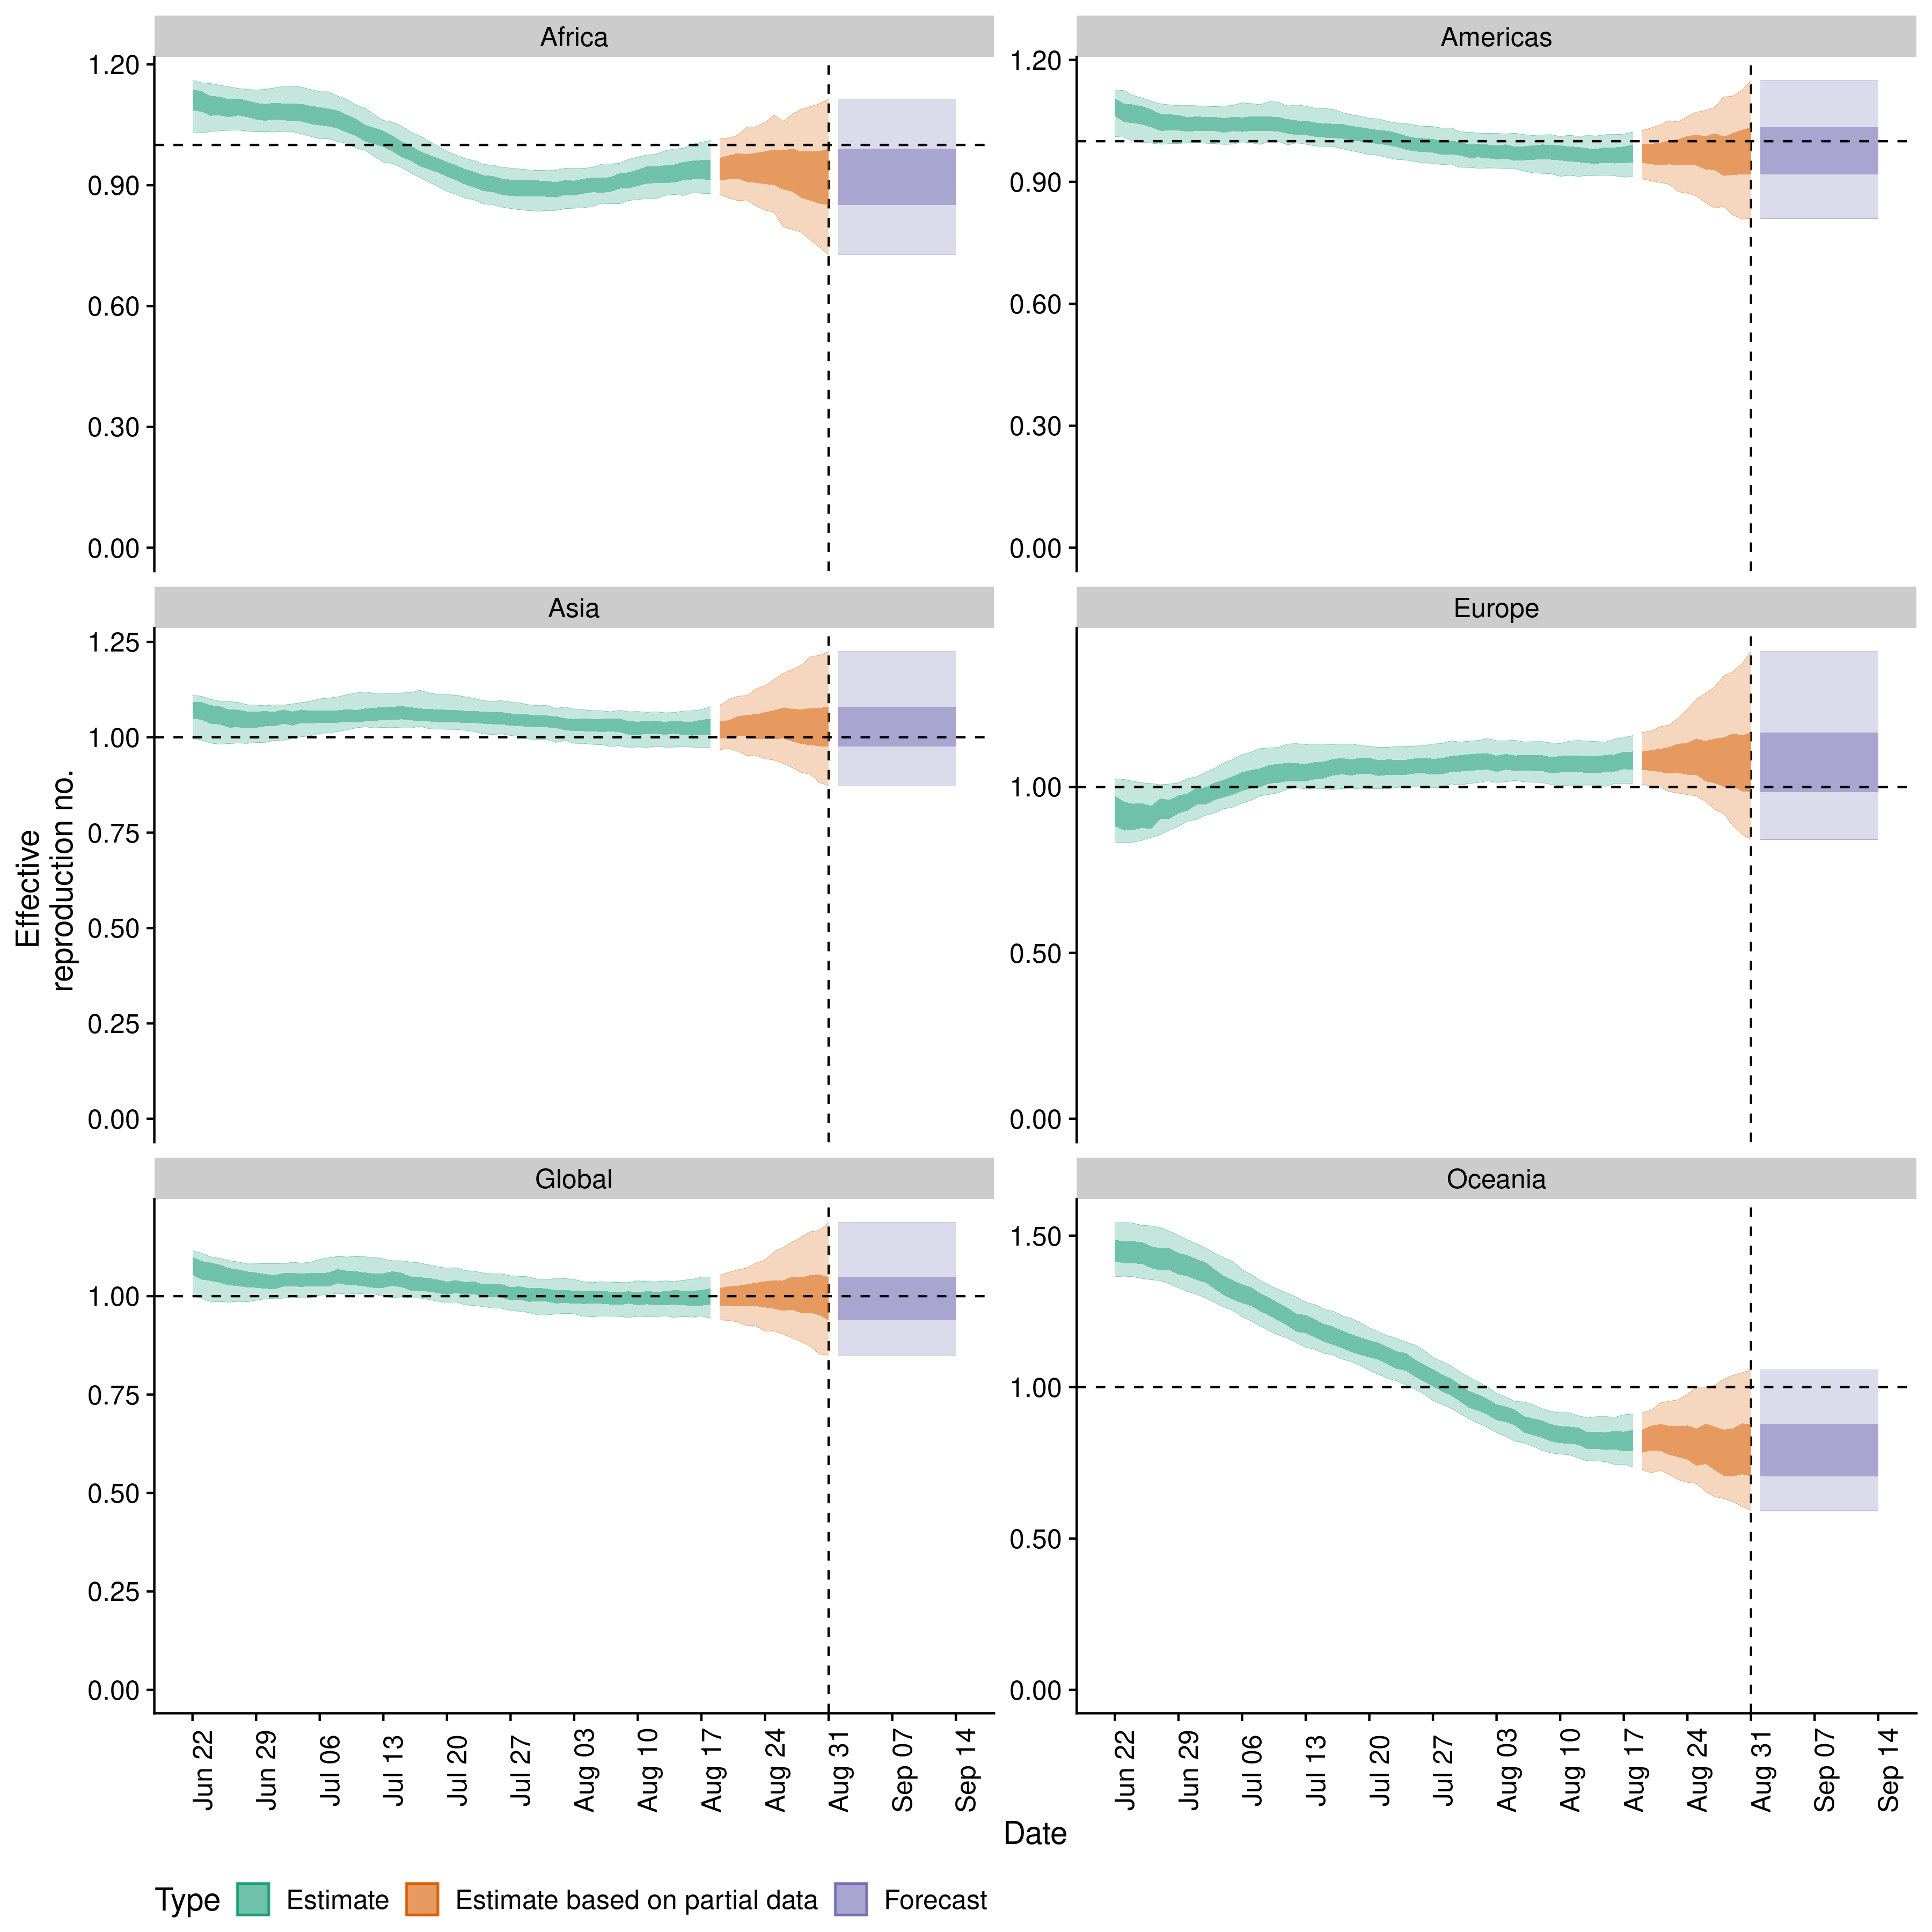 Africa
Americas
1.20
0.90
0.60
0.30
0.00
1.20
0.90
0.60
0.30
0.00
Asia
Europe
1.25
1.00
0.75
0.50
0.25
0.00
1.00
0.50
0.00
Effective
reproduction no.
Global
Oceania
1.00
0.75
0.50
0.25
0.00
1.50
1.00
0.50
0.00
Jun 22
Jun 29
Jul 06
Jul 13
Jul 20
Jul 27
Aug 03
Aug 10
Aug 17
Aug 24
Aug 31
Sep 07
Sep 14
Jun 22
Jun 29
Jul 06
Jul 13
Jul 20
Jul 27
Aug 03
Aug 10
Aug 17
Aug 24
Aug 31
Sep 07
Sep 14
Date
Type Estimate Estimate based on partial data Forecast